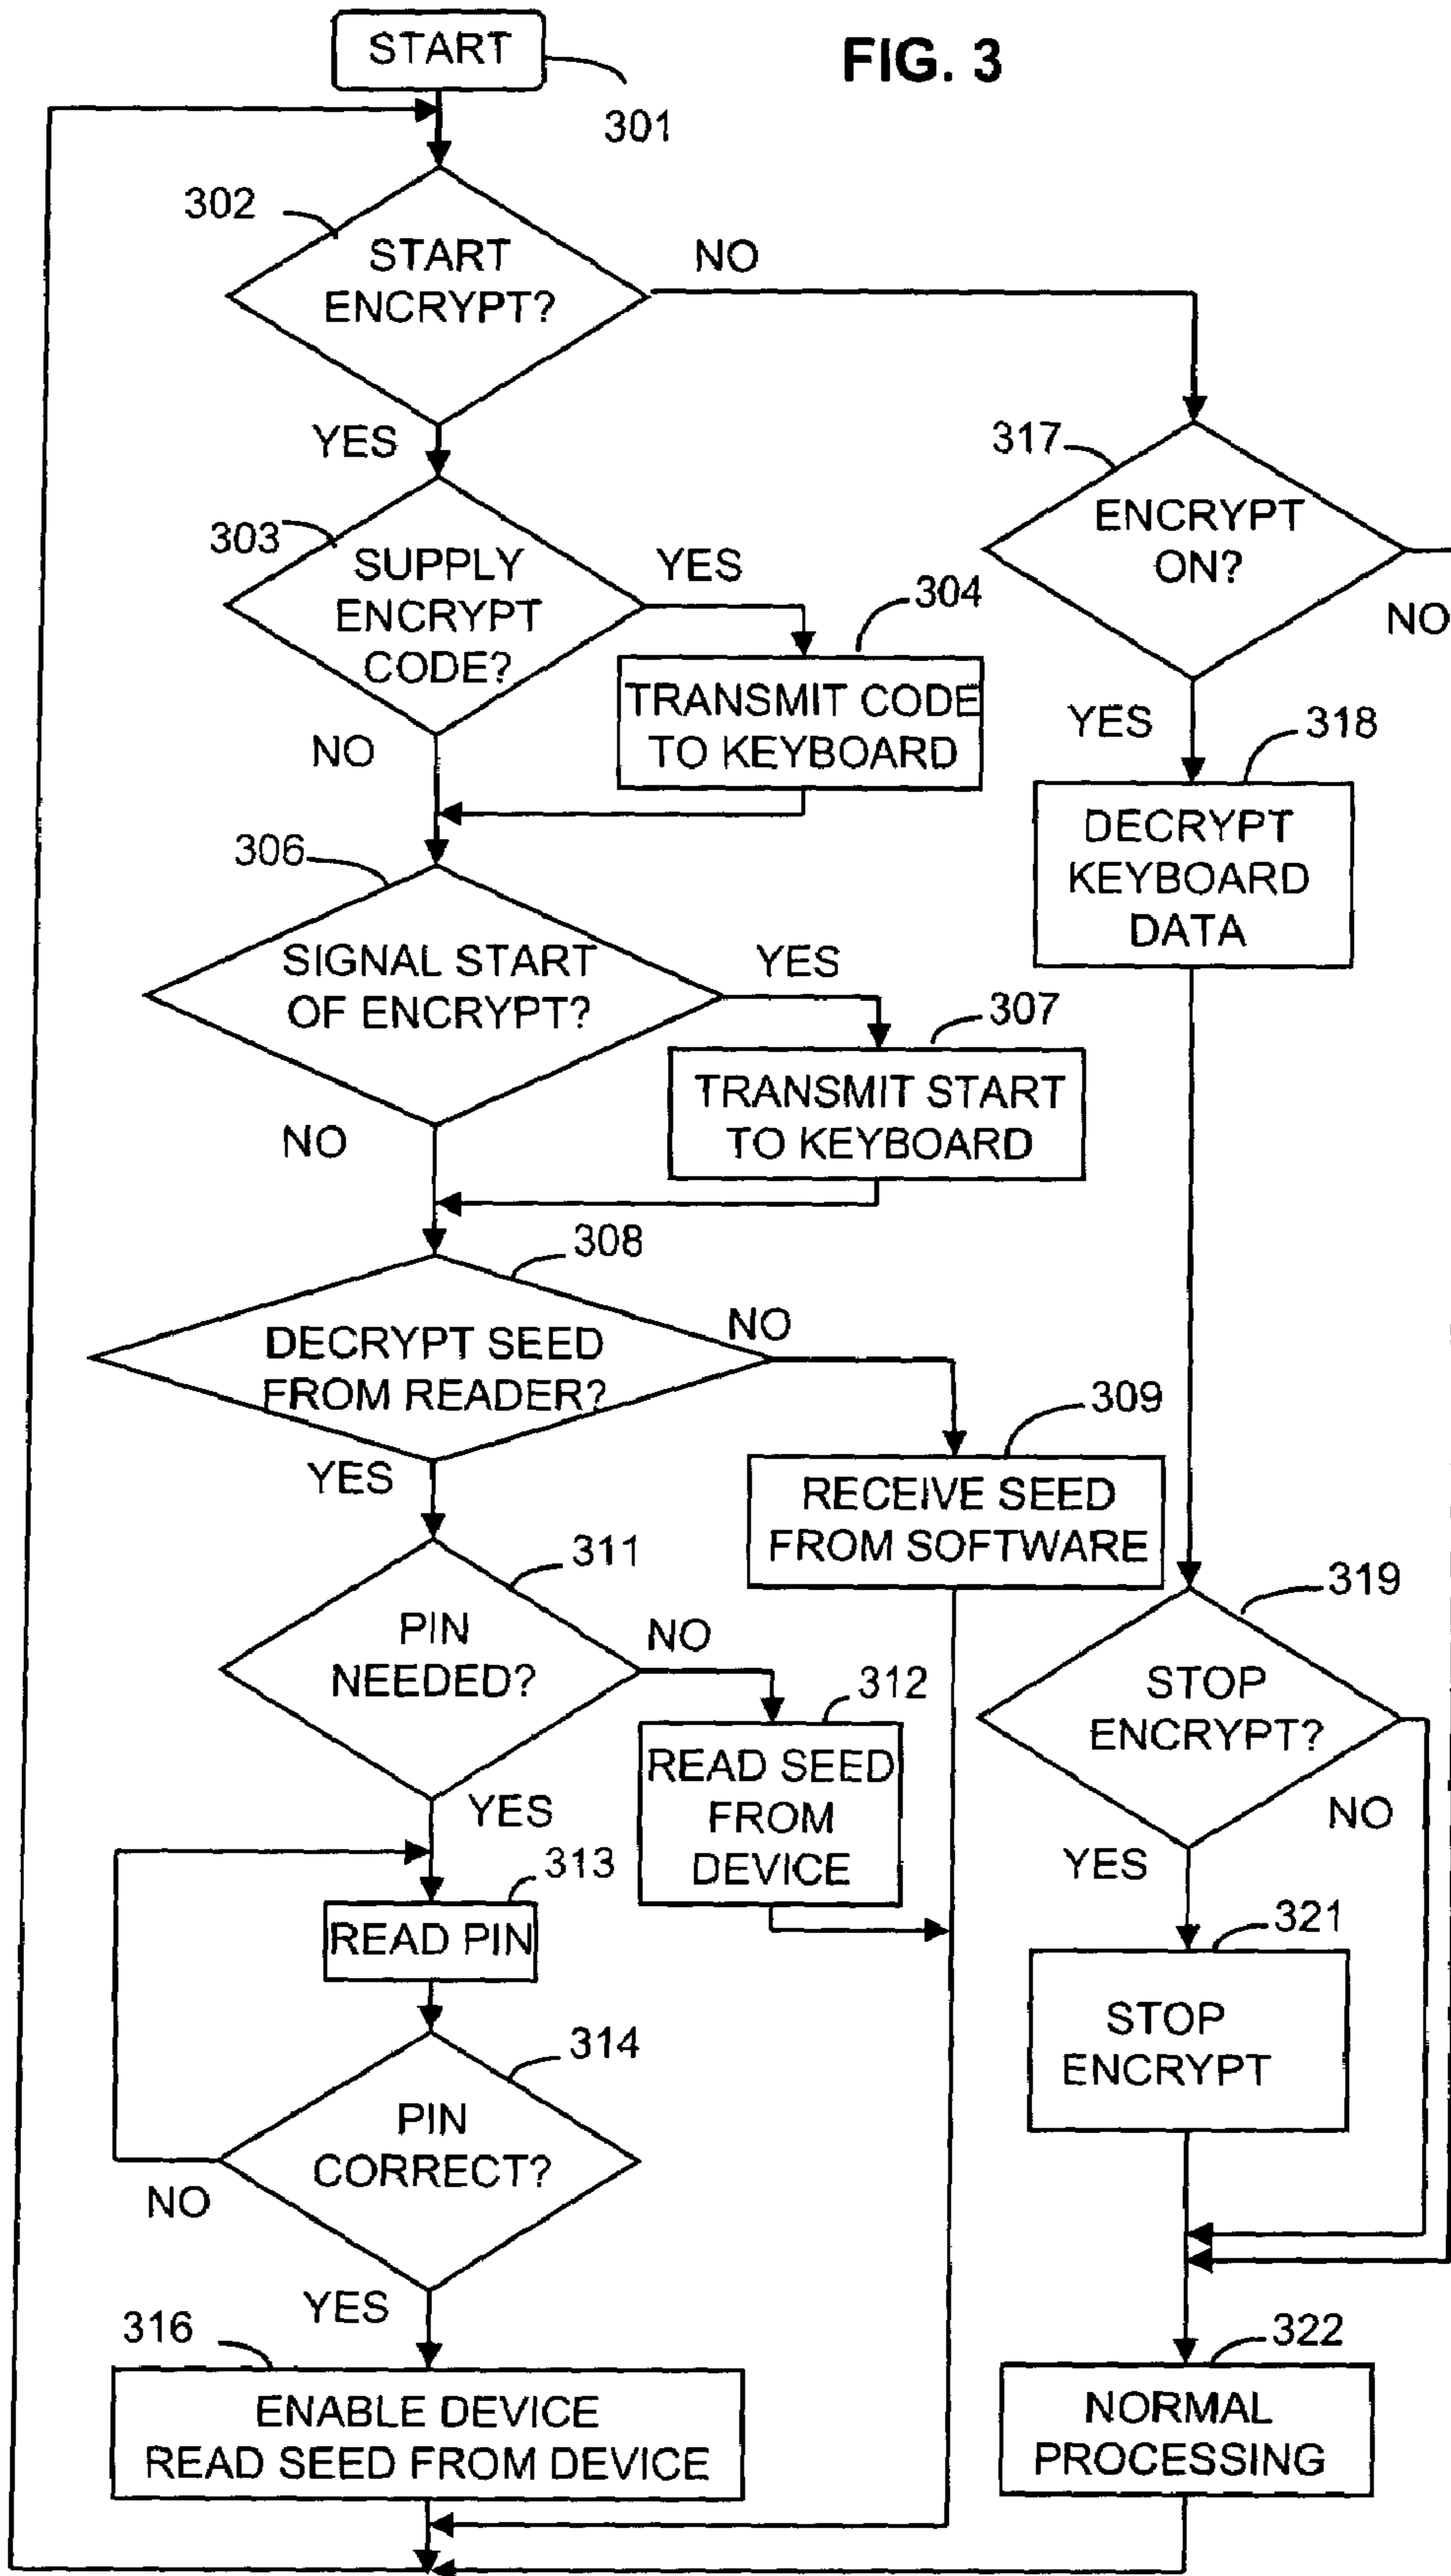 START
FIG. 3
301
302
START
ENCRYPT?
NO
YES
317
ENCRYPT
ON?
NO
303
SUPPLY
ENCRYPT
CODE?
YES
304
TRANSMIT CODE
TO KEYBOARD
NO
YES
318
DECRYPT
KEYBOARD
DATA
306
SIGNAL START
OF ENCRYPT?
YES
307
TRANSMIT START
TO KEYBOARD
NO
308
DECRYPT SEED
FROM READER?
NO
309
RECEIVE SEED
FROM SOFTWARE
YES
311
PIN
NEEDED?
NO
312
READ SEED
FROM
DEVICE
319
STOP
ENCRYPT?
NO
YES
YES
313
READ PIN
321
STOP
ENCRYPT
314
PIN
CORRECT?
NO
YES
316
ENABLE DEVICE
READ SEED FROM DEVICE
322
NORMAL
PROCESSING